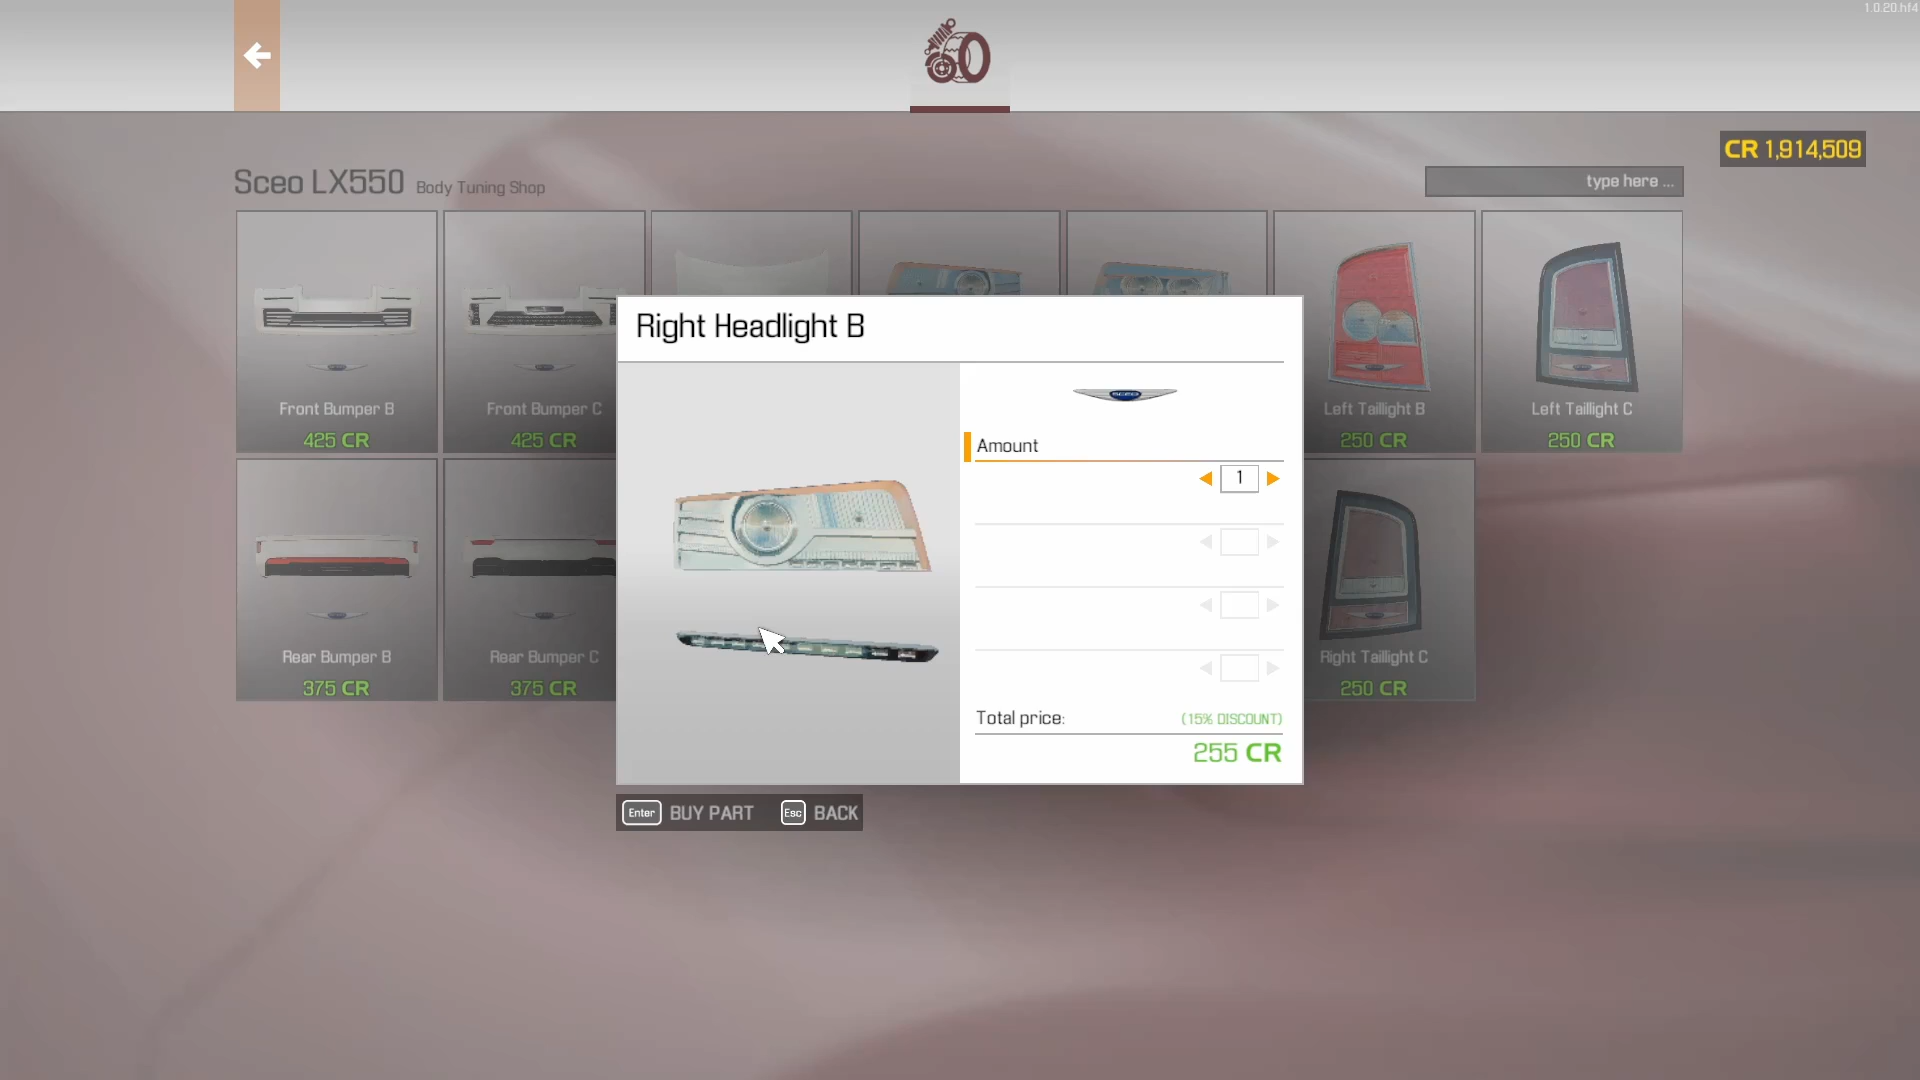 1.0.20.hf4
CR 1,914,509
Sceo LX550 Body Tuning Shop
type here ...
Front Bumper B
425 CR
Front Bumper C
425 CR
Left Taillight B
250 CR
Left Taillight C
250 CR
Rear Bumper B
375 CR
Rear Bumper C
375 CR
Right Taillight C
250 CR
Right Headlight B
SCEO
Amount
1
Total price:
(15% DISCOUNT)
255 CR
Enter BUY PART Esc BACK